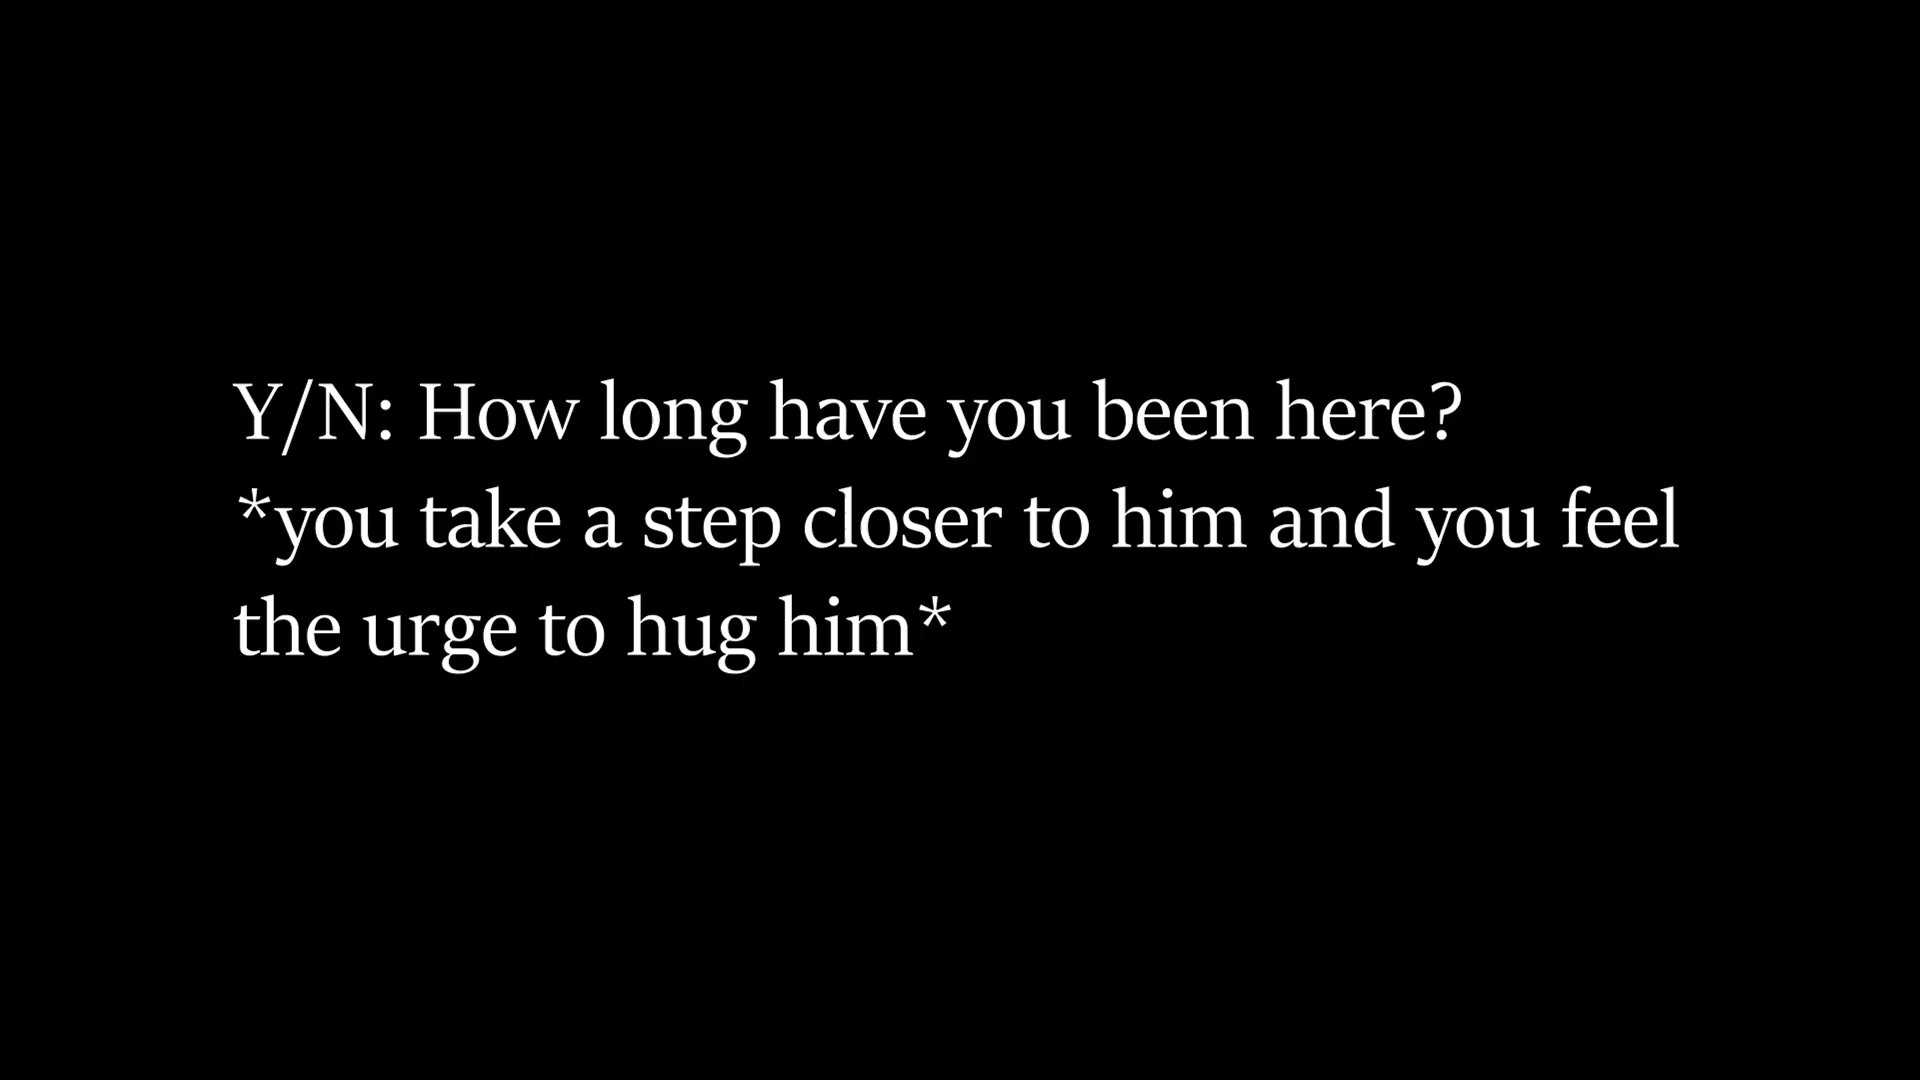 Y/N: How long have you been here?
*you take a step closer to him and you feel
the urge to hug him*